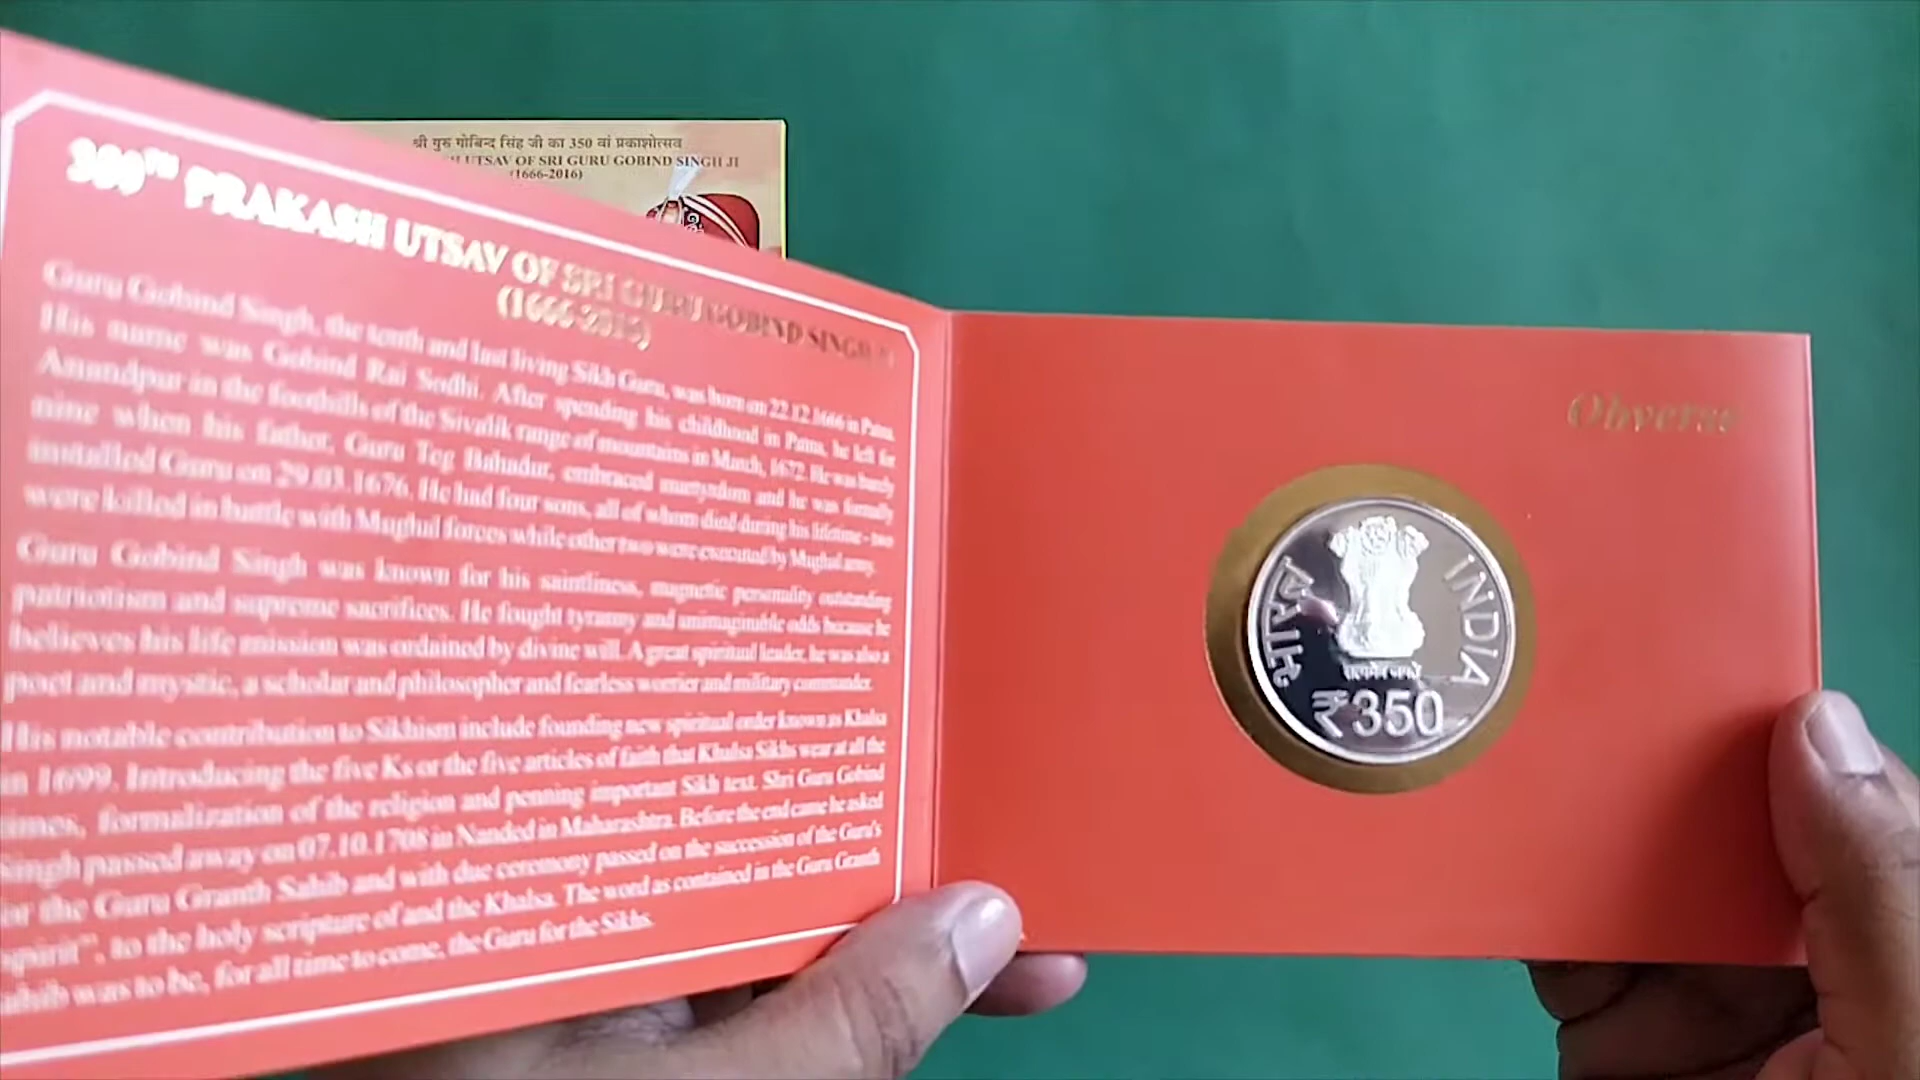 श्री गुरु गोबिन्द सिंह जी का 350 वां प्रकाशोत्सव
UTSAV OF SRI GURU GOBIND SINGH JI
(1666-2016)
PRAKASH UTSAV OF SRI GURU GOBIND SINGH
(1666-2016)
Guru Gobind Singh, the tenth and last living Sikh Guru, was born on 22.12.1666 in Patna.
His name was Gobind Rai Sodhi. After spending his childhood in Patna, he left for
Anandpur in the foothills of the Sivalik range of mountains in March, 1672. He was barely
nine when his father, Guru Teg Bahadur, embraced martyrdom and he was formally
installed Guru on 29.03.1676. He had four sons, all of whom died during his lifetime - two
were killed in battle with Mughul forces while other two were executed by Mughal army.
Guru Gobind Singh was known for his saintliness, magnetic personality outstanding
patriotism and supreme sacrifices. He fought tyranny and unimaginable odds because he
believes his life mission was ordained by divine will. A great spiritual leader, he was also a
poet and mystic, a scholar and philosopher and fearless worrier and military commander.
His notable contribution to Sikhism include founding new spiritual order known as Khalsa
in 1699. Introducing the five Ks or the five articles of faith that Khalsa Sikhs wear at all the
times, formalization of the religion and penning important Sikh text. Shri Guru Gobind
Singh passed away on 07.10.1708 in Nanded in Maharashtra. Before the end came he asked
for the Guru Granth Sahib and with due ceremony passed on the succession of the Guru's
spirit", to the holy scripture of and the Khalsa. The word as contained in the Guru Granth
Sahib was to be, for all time to come, the Guru for the Sikhs.
Obverse
भारत
INDIA
सत्यमेव जयते
₹350